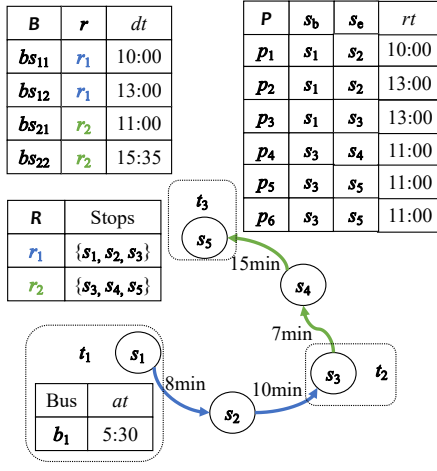 B r dt
bs11 r1 10:00
bs12 r1 13:00
bs21 r2 11:00
bs22 r2 15:35
P sb se rt
p1 s1 s2 10:00
p2 s1 s2 13:00
p3 s1 s3 13:00
p4 s3 s4 11:00
p5 s3 s5 11:00
p6 s3 s5 11:00
R Stops
r1 {s1, s2, s3}
r2 {s3, s4, s5}
t3
s5
15min
s4
7min
t1
s1
8min
s2
10min
s3
t2
Bus at
b1 5:30